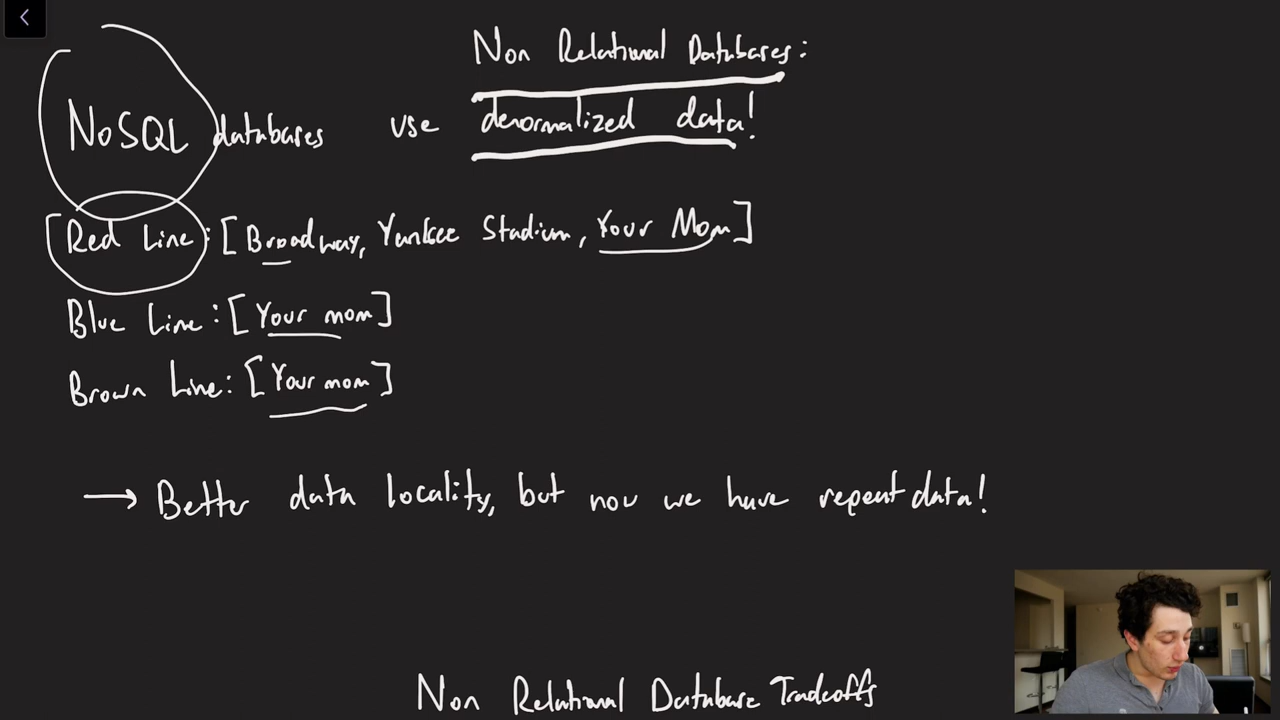 Non Relational Databases:
NoSQL databases use denormalized data!
[Red Line: [Broadway, Yankee Stadium, Your Mom]
Blue Line: [Your mom]
Brown Line: [Your mom]
→ Better data locality, but now we have repeat data!
Non Relational Database Tradeoffs